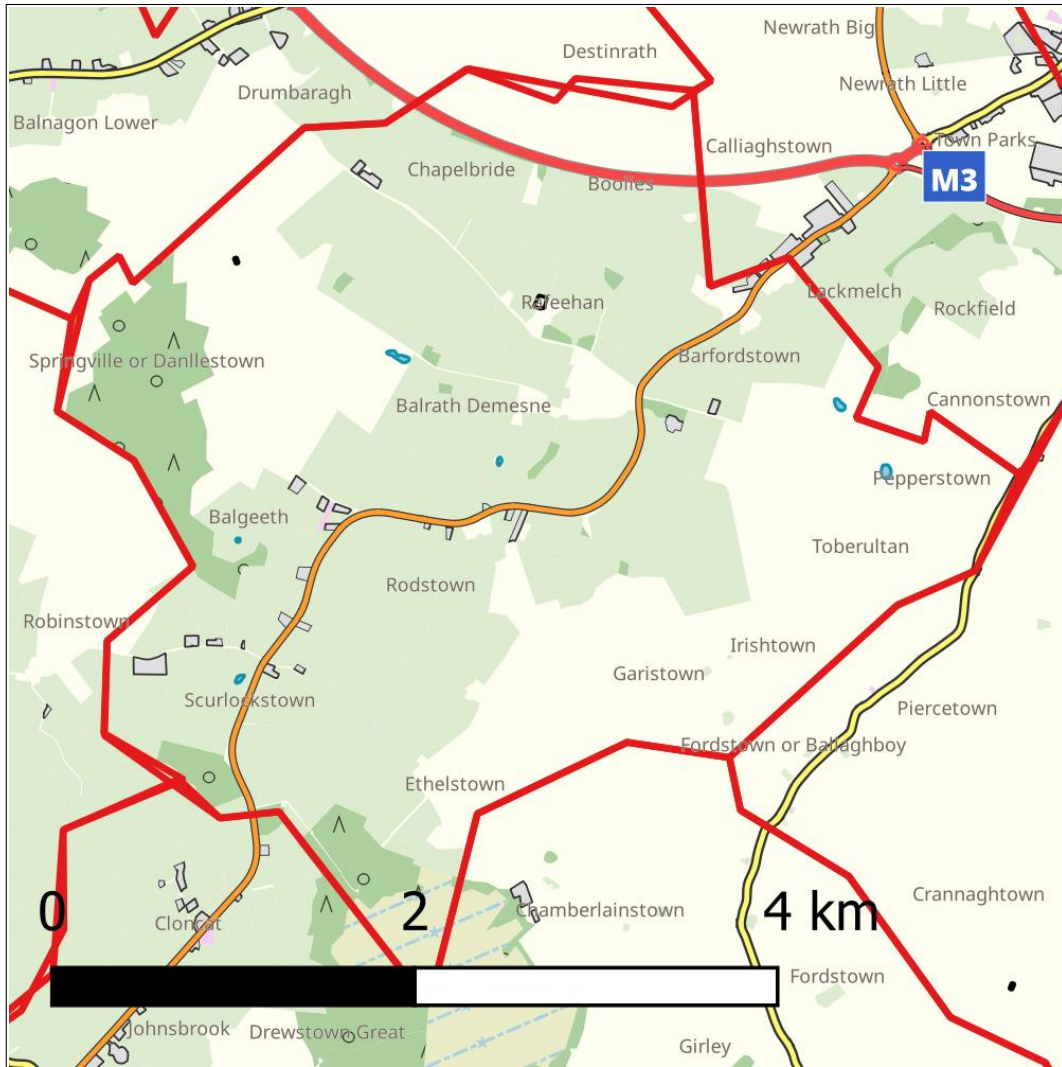 Newrath Big
Destinrath
Newrath Little
Drumbaragh
Balnagon Lower
Town Parks
Calliaghstown
Chapelbride
Boolies
M3
Lackmelch
Rafeehan
Rockfield
Barfordstown
Springville or Danllestown
Cannonstown
Balrath Demesne
Pepperstown
Balgeeth
Toberultan
Rodstown
Robinstown
Irishtown
Garistown
Scurlockstown
Piercetown
Fordstown or Ballaghboy
Ethelstown
Crannaghtown
0 2 4 km
Chamberlainstown
Cloncat
Fordstown
Johnsbrook
Drewstown Great
Girley